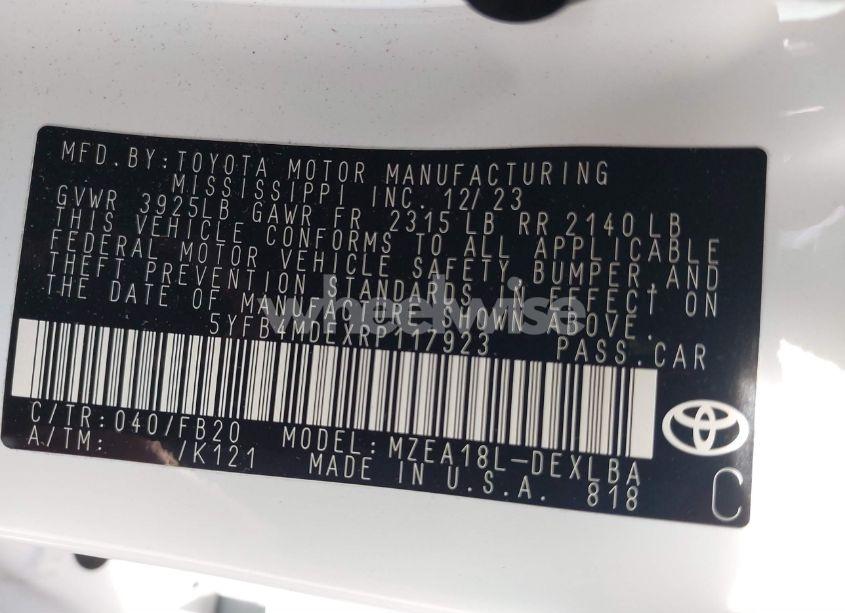 MFD.BY:TOYOTA MOTOR MANUFACTURING
MISSISSIPPI INC. 12/23
GVWR 3925LB GAWR FR 2315 LB RR 2140 LB
THIS VEHICLE CONFORMS TO ALL APPLICABLE
FEDERAL MOTOR VEHICLE SAFETY, BUMPER, AND
THEFT PREVENTION STANDARDS IN EFFECT ON
THE DATE OF MANUFACTURE SHOWN ABOVE.
wheelwise
5YFB4MDEXRP117923 PASS.CAR
C/TR:040/FB20 MODEL:MZEA18L-DEXLBA
A/TM: /K121 MADE IN U.S.A. 818
C